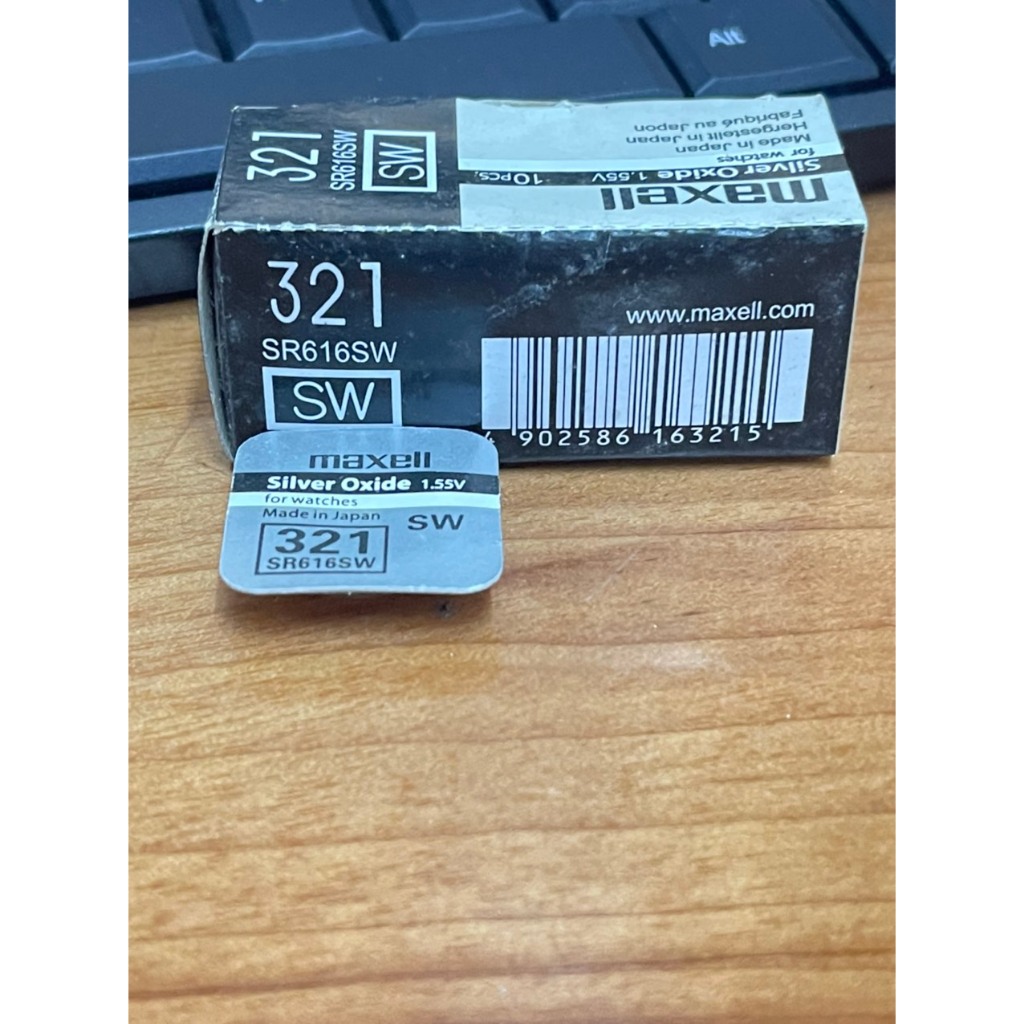 Alt
321
SR616SW
SW
maxell
Silver Oxide 1.55V 10PCS.
for watches
Made in Japan
Hergestellt in Japan
Fabriqué au Japon
321
SR616SW
SW
www.maxell.com
4 902586 163215
maxell
Silver Oxide 1.55V
for watches
Made in Japan
SW
321
SR616SW